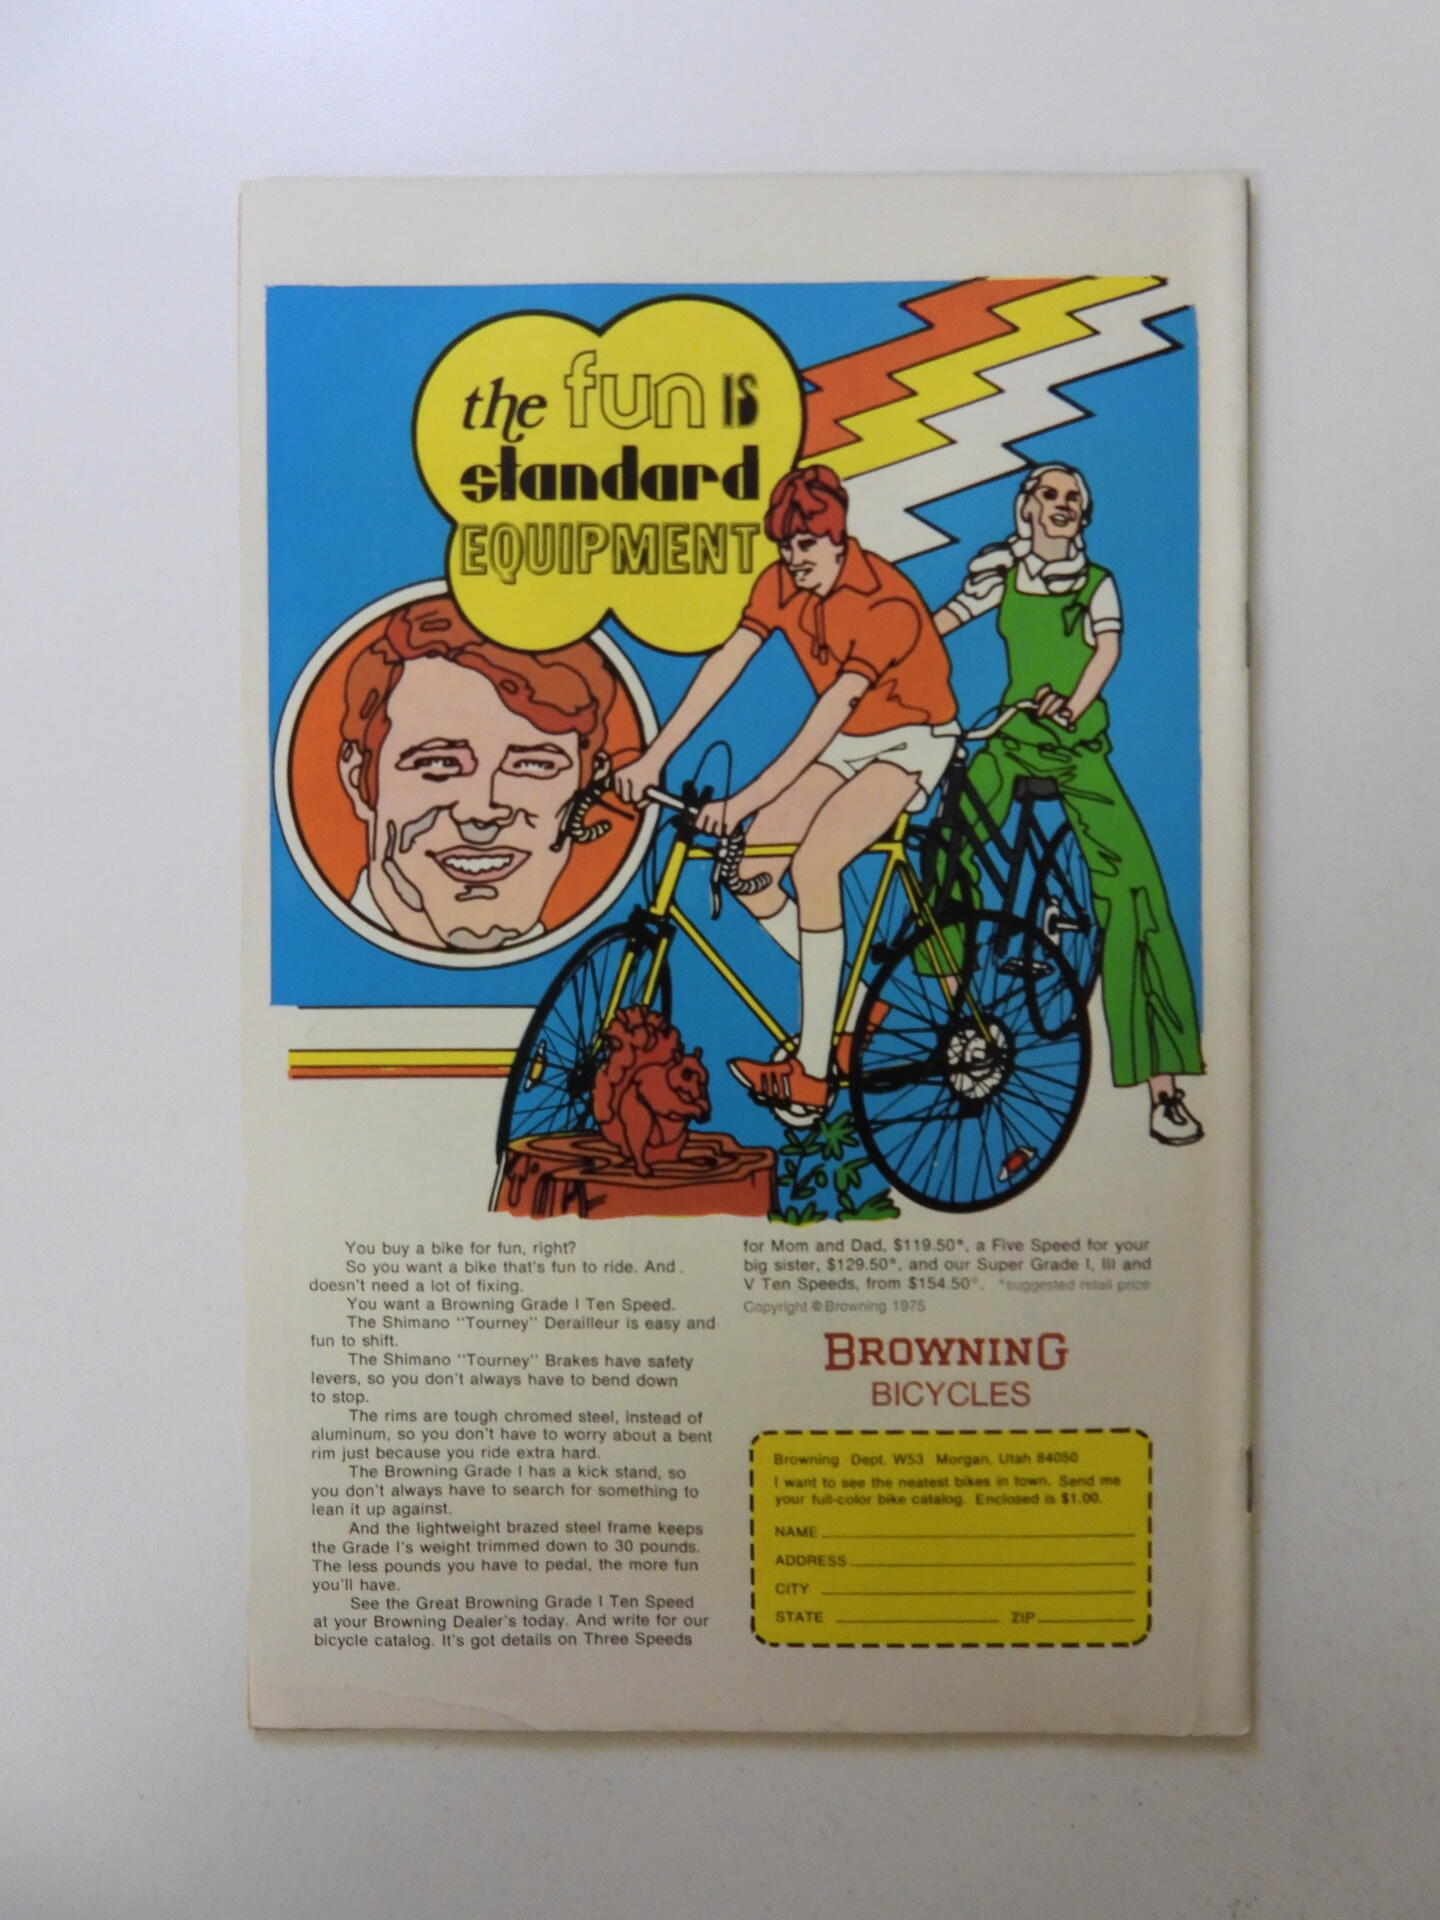 the fun IS
standard
EQUIPMENT
You buy a bike for fun, right?
So you want a bike that's fun to ride. And
doesn't need a lot of fixing.
You want a Browning Grade I Ten Speed.
The Shimano "Tourney" Derailleur is easy and
fun to shift.
The Shimano "Tourney" Brakes have safety
levers, so you don't always have to bend down
to stop.
The rims are tough chromed steel, instead of
aluminum, so you don't have to worry about a bent
rim just because you ride extra hard.
The Browning Grade I has a kick stand, so
you don't always have to search for something to
lean it up against.
And the lightweight brazed steel frame keeps
the Grade I's weight trimmed down to 30 pounds.
The less pounds you have to pedal, the more fun
you'll have.
See the Great Browning Grade I Ten Speed
at your Browning Dealer's today. And write for our
bicycle catalog. It's got details on Three Speeds
for Mom and Dad, $119.50*, a Five Speed for your
big sister, $129.50*, and our Super Grade I, III and
V Ten Speeds, from $154.50*. *suggested retail price
Copyright © Browning 1975
BROWNING
BICYCLES
Browning Dept. W53 Morgan, Utah 84050
I want to see the neatest bikes in town. Send me
your full-color bike catalog. Enclosed is $1.00.
NAME
ADDRESS
CITY
STATE ZIP